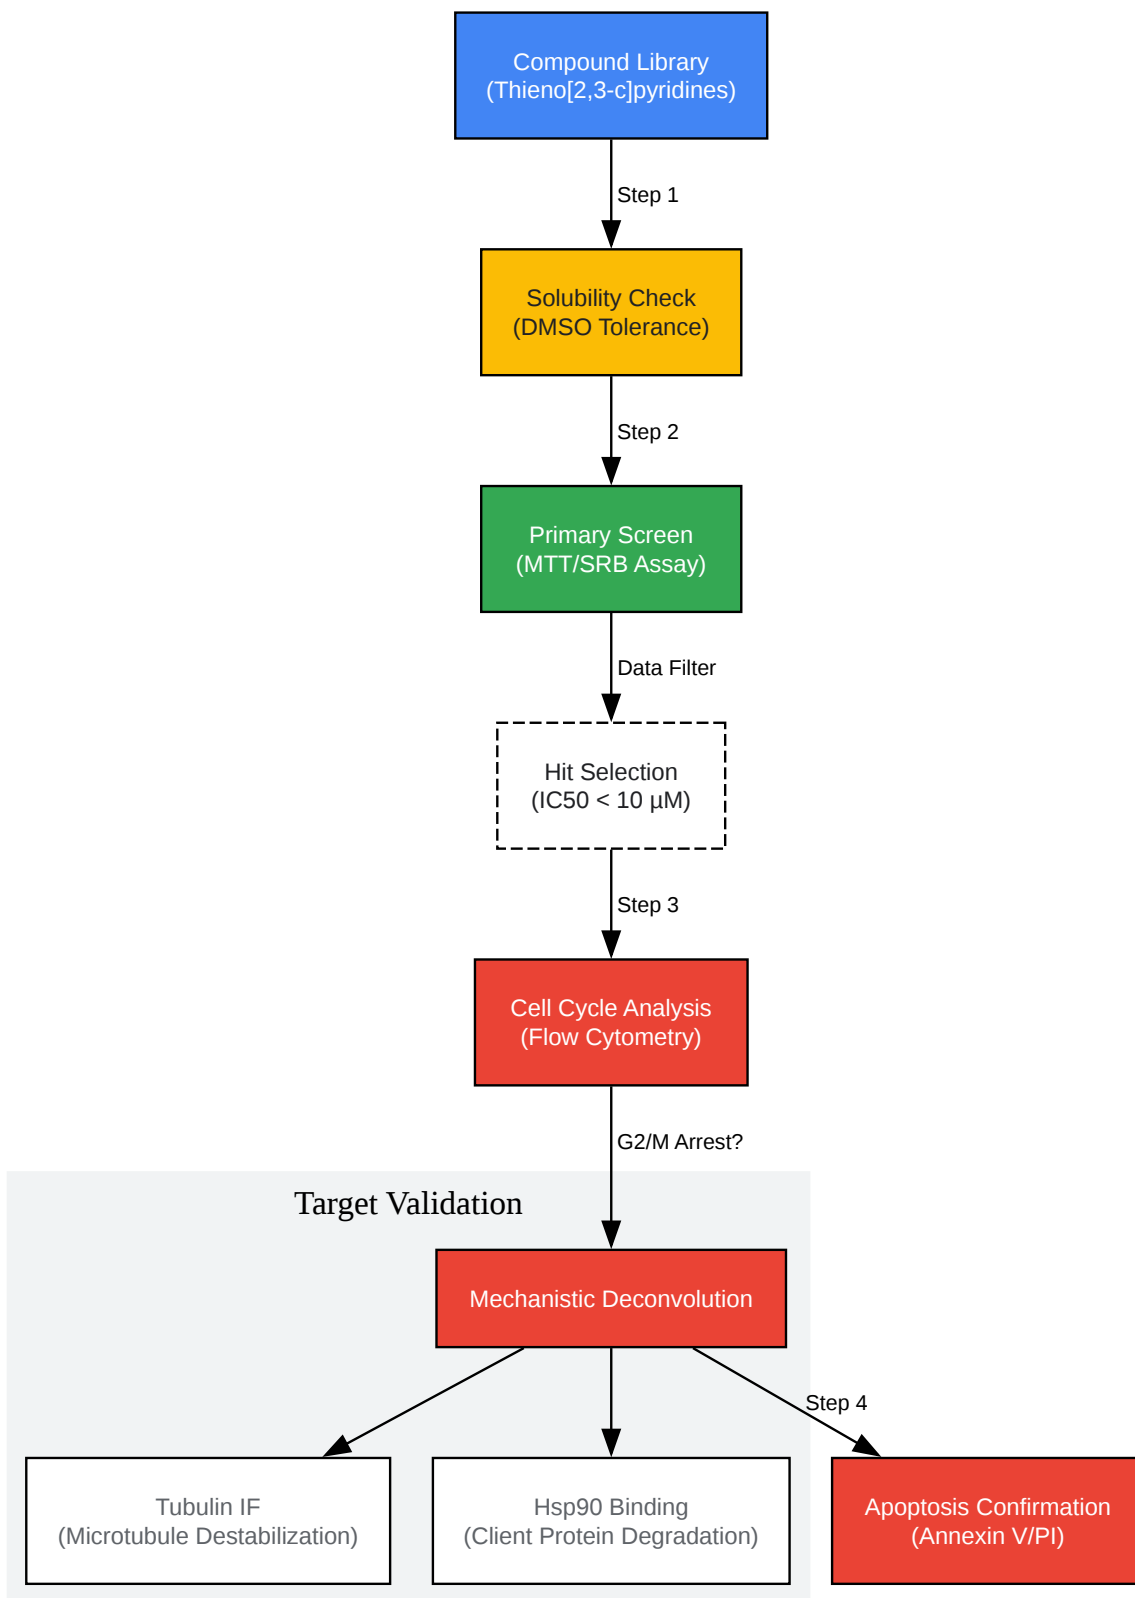 Compound Library
(Thieno[2,3-c]pyridines)
Step 1
Solubility Check
(DMSO Tolerance)
Step 2
Primary Screen
(MTT/SRB Assay)
Data Filter
Hit Selection
(IC50 < 10 µM)
Step 3
Cell Cycle Analysis
(Flow Cytometry)
G2/M Arrest?
Target Validation
Mechanistic Deconvolution
Step 4
Tubulin IF
(Microtubule Destabilization)
Hsp90 Binding
(Client Protein Degradation)
Apoptosis Confirmation
(Annexin V/PI)